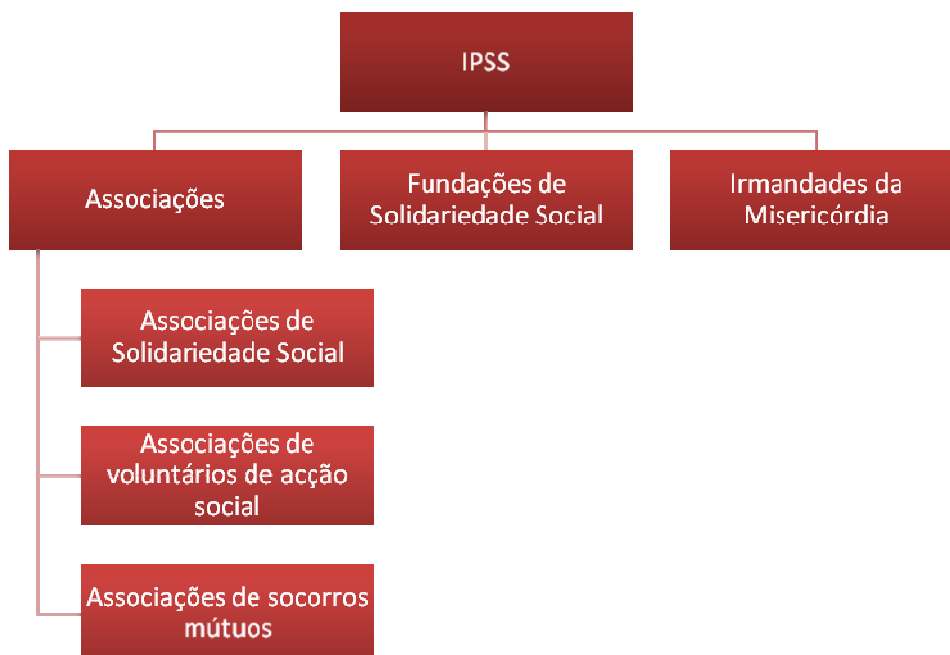 IPSS
Associações
Fundações de
Solidariedade Social
Irmandades da
Misericórdia
Associações de
Solidariedade Social
Associações de
voluntários de acção
social
Associações de socorros
mútuos